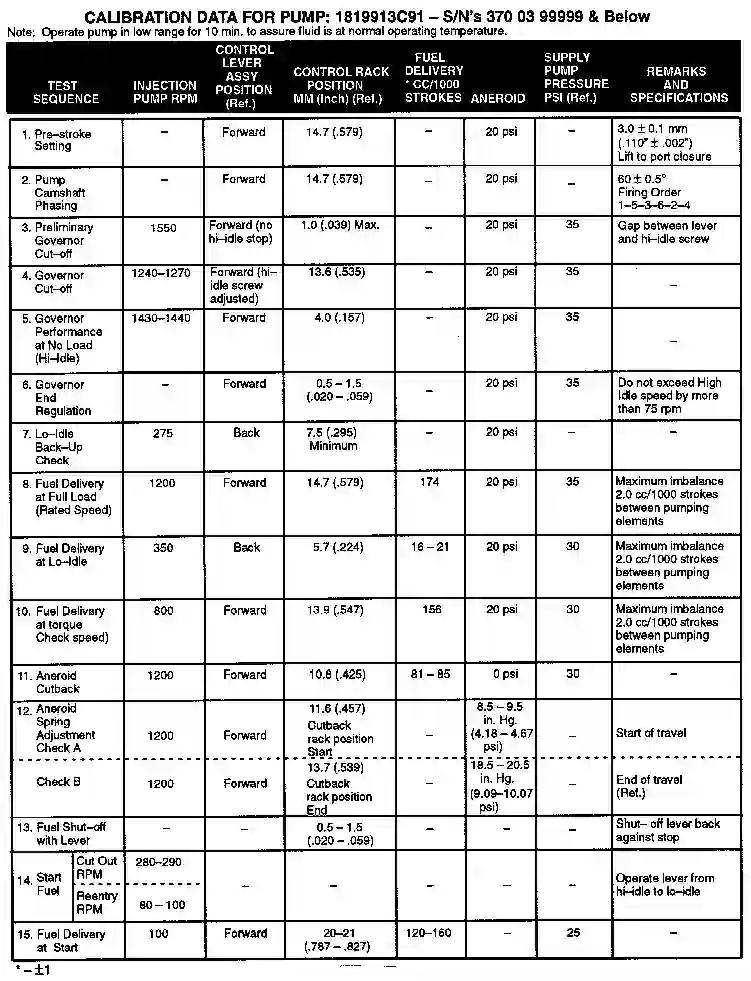 CALIBRATION DATA FOR PUMP: 1819913C91 – S/N's 370 03 99999 & Below
Note: Operate pump in low range for 10 min. to assure fluid is at normal operating temperature.
TEST SEQUENCE | INJECTION PUMP RPM | CONTROL LEVER ASSY POSITION (Ref.) | CONTROL RACK POSITION MM (Inch) (Ref.) | FUEL DELIVERY * CC/1000 STROKES | ANEROID | SUPPLY PUMP PRESSURE PSI (Ref.) | REMARKS AND SPECIFICATIONS
1. Pre–stroke Setting | – | Forward | 14.7 (.579) | – | 20 psi | – | 3.0 ± 0.1 mm (.110" ± .002") Lift to port closure
2. Pump Camshaft Phasing | – | Forward | 14.7 (.579) | – | 20 psi | – | 60 ± 0.5° Firing Order 1–5–3–6–2–4
3. Preliminary Governor Cut–off | 1550 | Forward (no hi–idle stop) | 1.0 (.039) Max. | – | 20 psi | 35 | Gap between lever and hi–idle screw
4. Governor Cut–off | 1240–1270 | Forward (hi–idle screw adjusted) | 13.6 (.535) | – | 20 psi | 35 | –
5. Governor Performance at No Load (Hi–Idle) | 1430–1440 | Forward | 4.0 (.157) | – | 20 psi | 35 | –
6. Governor End Regulation | – | Forward | 0.5 – 1.5 (.020 – .059) | – | 20 psi | 35 | Do not exceed High Idle speed by more than 75 rpm
7. Lo–Idle Back–Up Check | 275 | Back | 7.5 (.295) Minimum | – | 20 psi | – | –
8. Fuel Delivery at Full Load (Rated Speed) | 1200 | Forward | 14.7 (.579) | 174 | 20 psi | 35 | Maximum imbalance 2.0 cc/1000 strokes between pumping elements
9. Fuel Delivery at Lo–Idle | 350 | Back | 5.7 (.224) | 16 – 21 | 20 psi | 30 | Maximum imbalance 2.0 cc/1000 strokes between pumping elements
10. Fuel Delivery at torque Check speed) | 800 | Forward | 13.9 (.547) | 156 | 20 psi | 30 | Maximum imbalance 2.0 cc/1000 strokes between pumping elements
11. Aneroid Cutback | 1200 | Forward | 10.8 (.425) | 81 – 85 | 0 psi | 30 | –
12. Aneroid Spring Adjustment Check A | 1200 | Forward | 11.6 (.457) Cutback rack position Start | – | 8.5 – 9.5 in. Hg. (4.18 – 4.67 psi) | – | Start of travel
Check B | 1200 | Forward | 13.7 (.539) Cutback rack position End | – | 18.5 – 20.5 in. Hg. (9.09–10.07 psi) | – | End of travel (Ref.)
13. Fuel Shut–off with Lever | – | – | 0.5 – 1.5 (.020 – .059) | – | – | – | Shut– off lever back against stop
14. Start Fuel | Cut Out RPM | 280–290 | – | – | – | – | – | Operate lever from hi–idle to lo–idle
Reentry RPM | 80 – 100
15. Fuel Delivery at Start | 100 | Forward | 20–21 (.787 – .827) | 120–160 | – | 25 | –
* – ±1